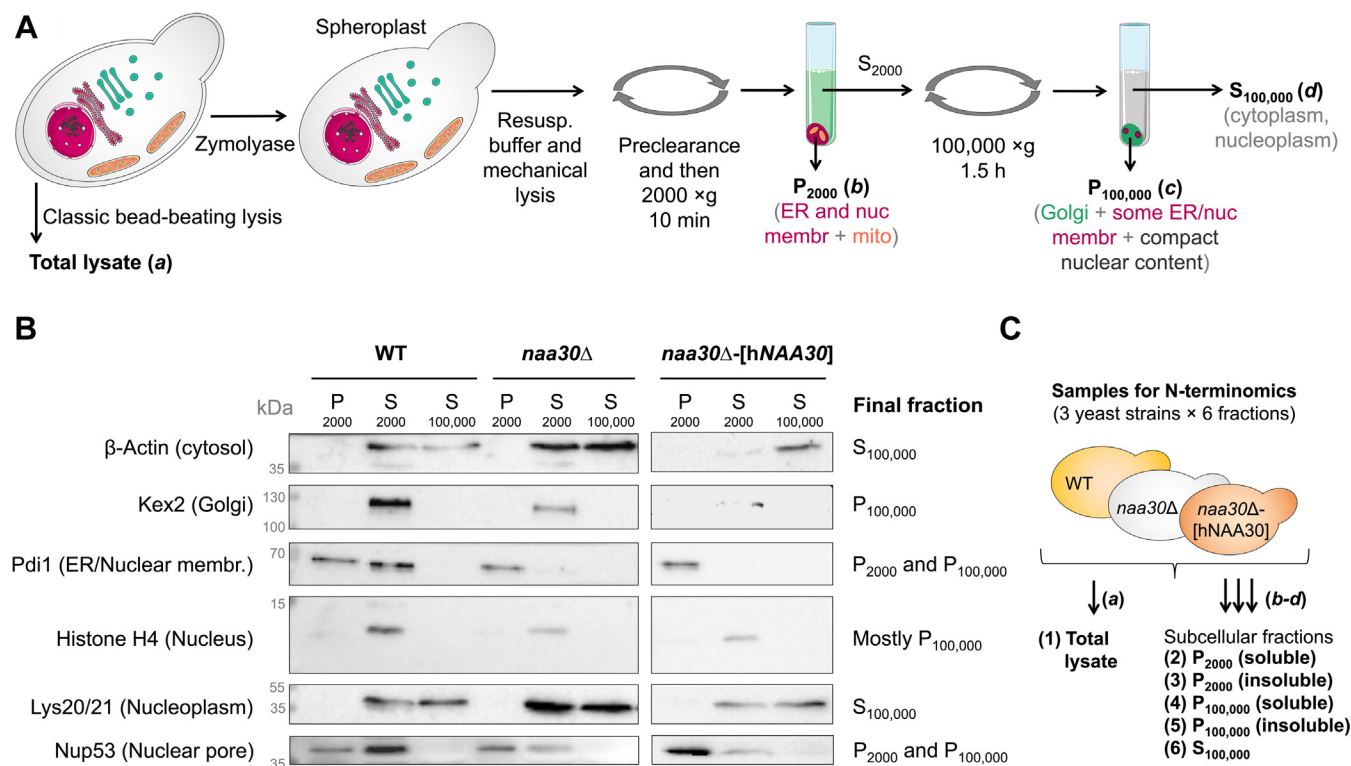 A
Spheroplast
Zymolyase
Classic bead-beating lysis
Total lysate (a)
Resusp.
buffer and
mechanical
lysis
Preclearance
and then
2000 ×g
10 min
P2000 (b)
(ER and nuc
membr + mito)
S2000
100,000 ×g
1.5 h
P100,000 (c)
(Golgi + some ER/nuc
membr + compact
nuclear content)
S100,000 (d)
(cytoplasm,
nucleoplasm)
B
WT naa30Δ naa30Δ-[hNAA30]
kDa P S S P S S P S S Final fraction
2000 2000 100,000 2000 2000 100,000 2000 2000 100,000
β-Actin (cytosol) 35 S100,000
Kex2 (Golgi) 130 100 P100,000
Pdi1 (ER/Nuclear membr.) 70 P2000 and P100,000
Histone H4 (Nucleus) 15 Mostly P100,000
Lys20/21 (Nucleoplasm) 55 35 S100,000
Nup53 (Nuclear pore) 35 P2000 and P100,000
C
Samples for N-terminomics
(3 yeast strains × 6 fractions)
WT
naa30Δ
naa30Δ-
[hNAA30]
(a)
(b-d)
(1) Total
lysate
Subcellular fractions
(2) P2000 (soluble)
(3) P2000 (insoluble)
(4) P100,000 (soluble)
(5) P100,000 (insoluble)
(6) S100,000